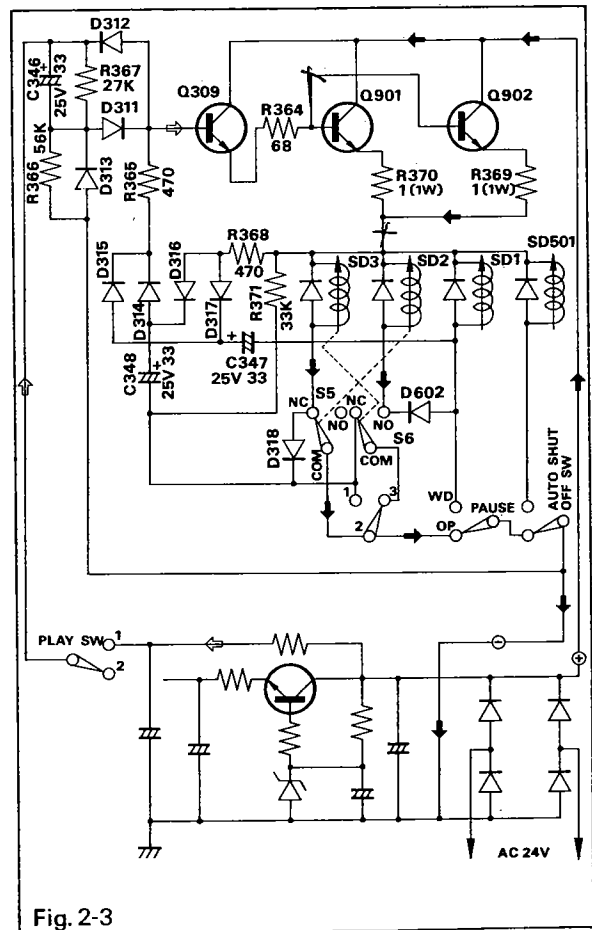 D312
C346
25V 33
+
R367
27K
D311
Q309
R364
68
Q901
Q902
R366
56K
D313
R365
470
R370
1 (1W)
R369
1 (1W)
D315
D314
D316
D317
R368
470
R371
33K
SD3
SD2
SD1
SD501
C348
+
25V 33
+
C347
25V 33
S5
NC
NO
NC
NO
D602
S6
D318
COM
COM
1
3
2
WD
OP
PAUSE
AUTO SHUT
OFF SW
PLAY SW
1
2
−
+
AC 24V
Fig. 2-3